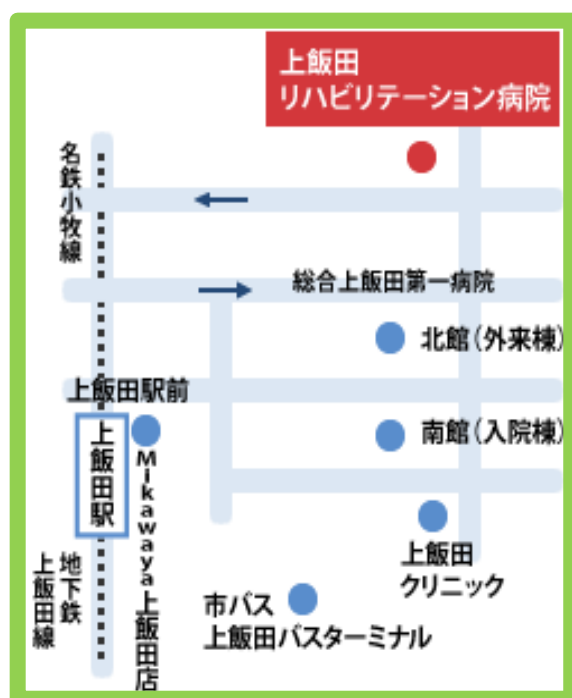 上飯田
リハビリテーション病院
名鉄小牧線
総合上飯田第一病院
北館(外来棟)
上飯田駅前
南館(入院棟)
上飯田駅
Mikawaya上飯田店
地下鉄
上飯田線
上飯田
クリニック
市バス
上飯田バスターミナル